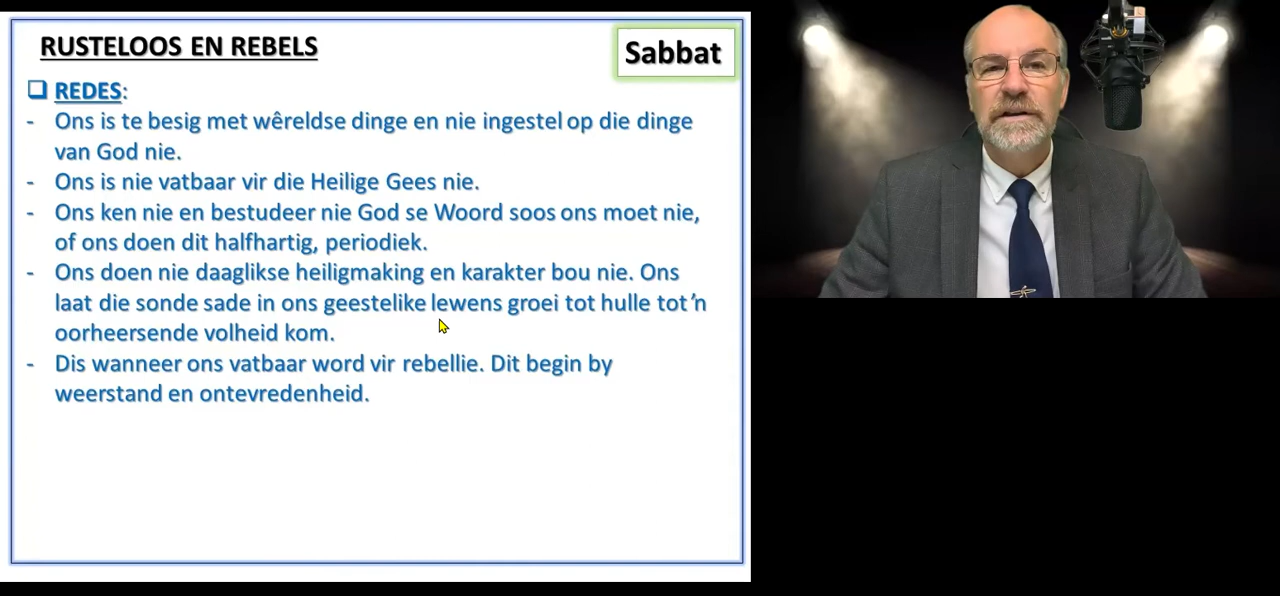 RUSTELOOS EN REBELS
Sabbat
REDES:
- Ons is te besig met wêreldse dinge en nie ingestel op die dinge
van God nie.
- Ons is nie vatbaar vir die Heilige Gees nie.
- Ons ken nie en bestudeer nie God se Woord soos ons moet nie,
of ons doen dit halfhartig, periodiek.
- Ons doen nie daaglikse heiligmaking en karakter bou nie. Ons
laat die sonde sade in ons geestelike lewens groei tot hulle tot 'n
oorheersende volheid kom.
- Dis wanneer ons vatbaar word vir rebellie. Dit begin by
weerstand en ontevredenheid.